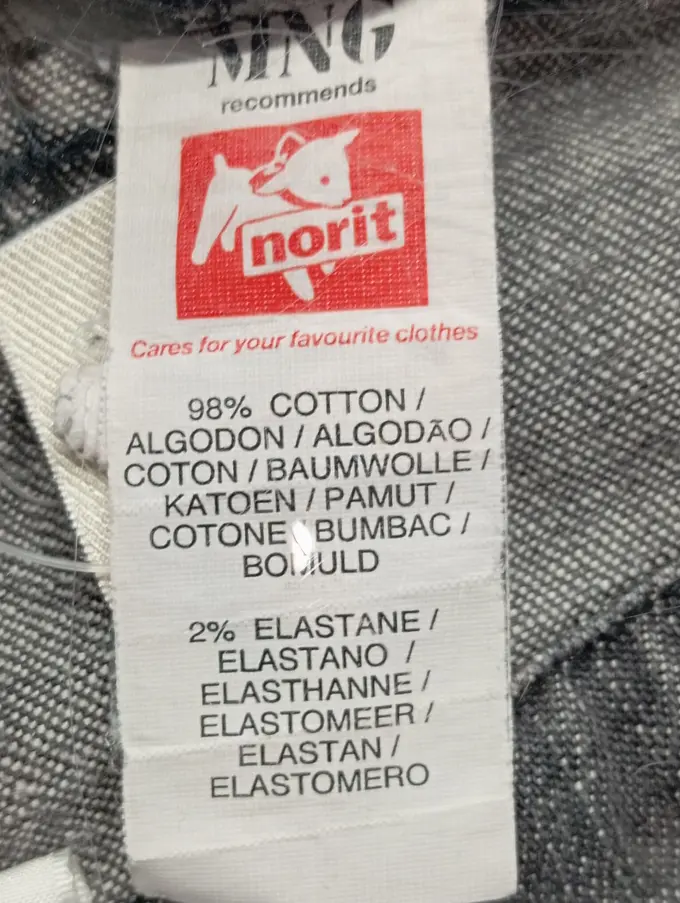 MNG
recommends
norit
Cares for your favourite clothes
98% COTTON /
ALGODON / ALGODÃO /
COTON / BAUMWOLLE /
KATOEN / PAMUT /
COTONE / BUMBAC /
BOMULD
2% ELASTANE /
ELASTANO /
ELASTHANNE /
ELASTOMEER /
ELASTAN /
ELASTOMERO